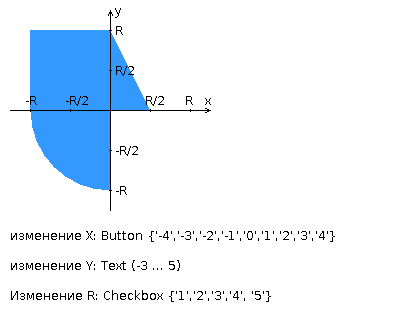 y
R
R/2
-R -R/2 R/2 R x
-R/2
-R
изменение X: Button {'-4','-3','-2','-1','0','1','2','3','4'}
изменение Y: Text (-3 ... 5)
Изменение R: Checkbox {'1','2','3','4', '5'}